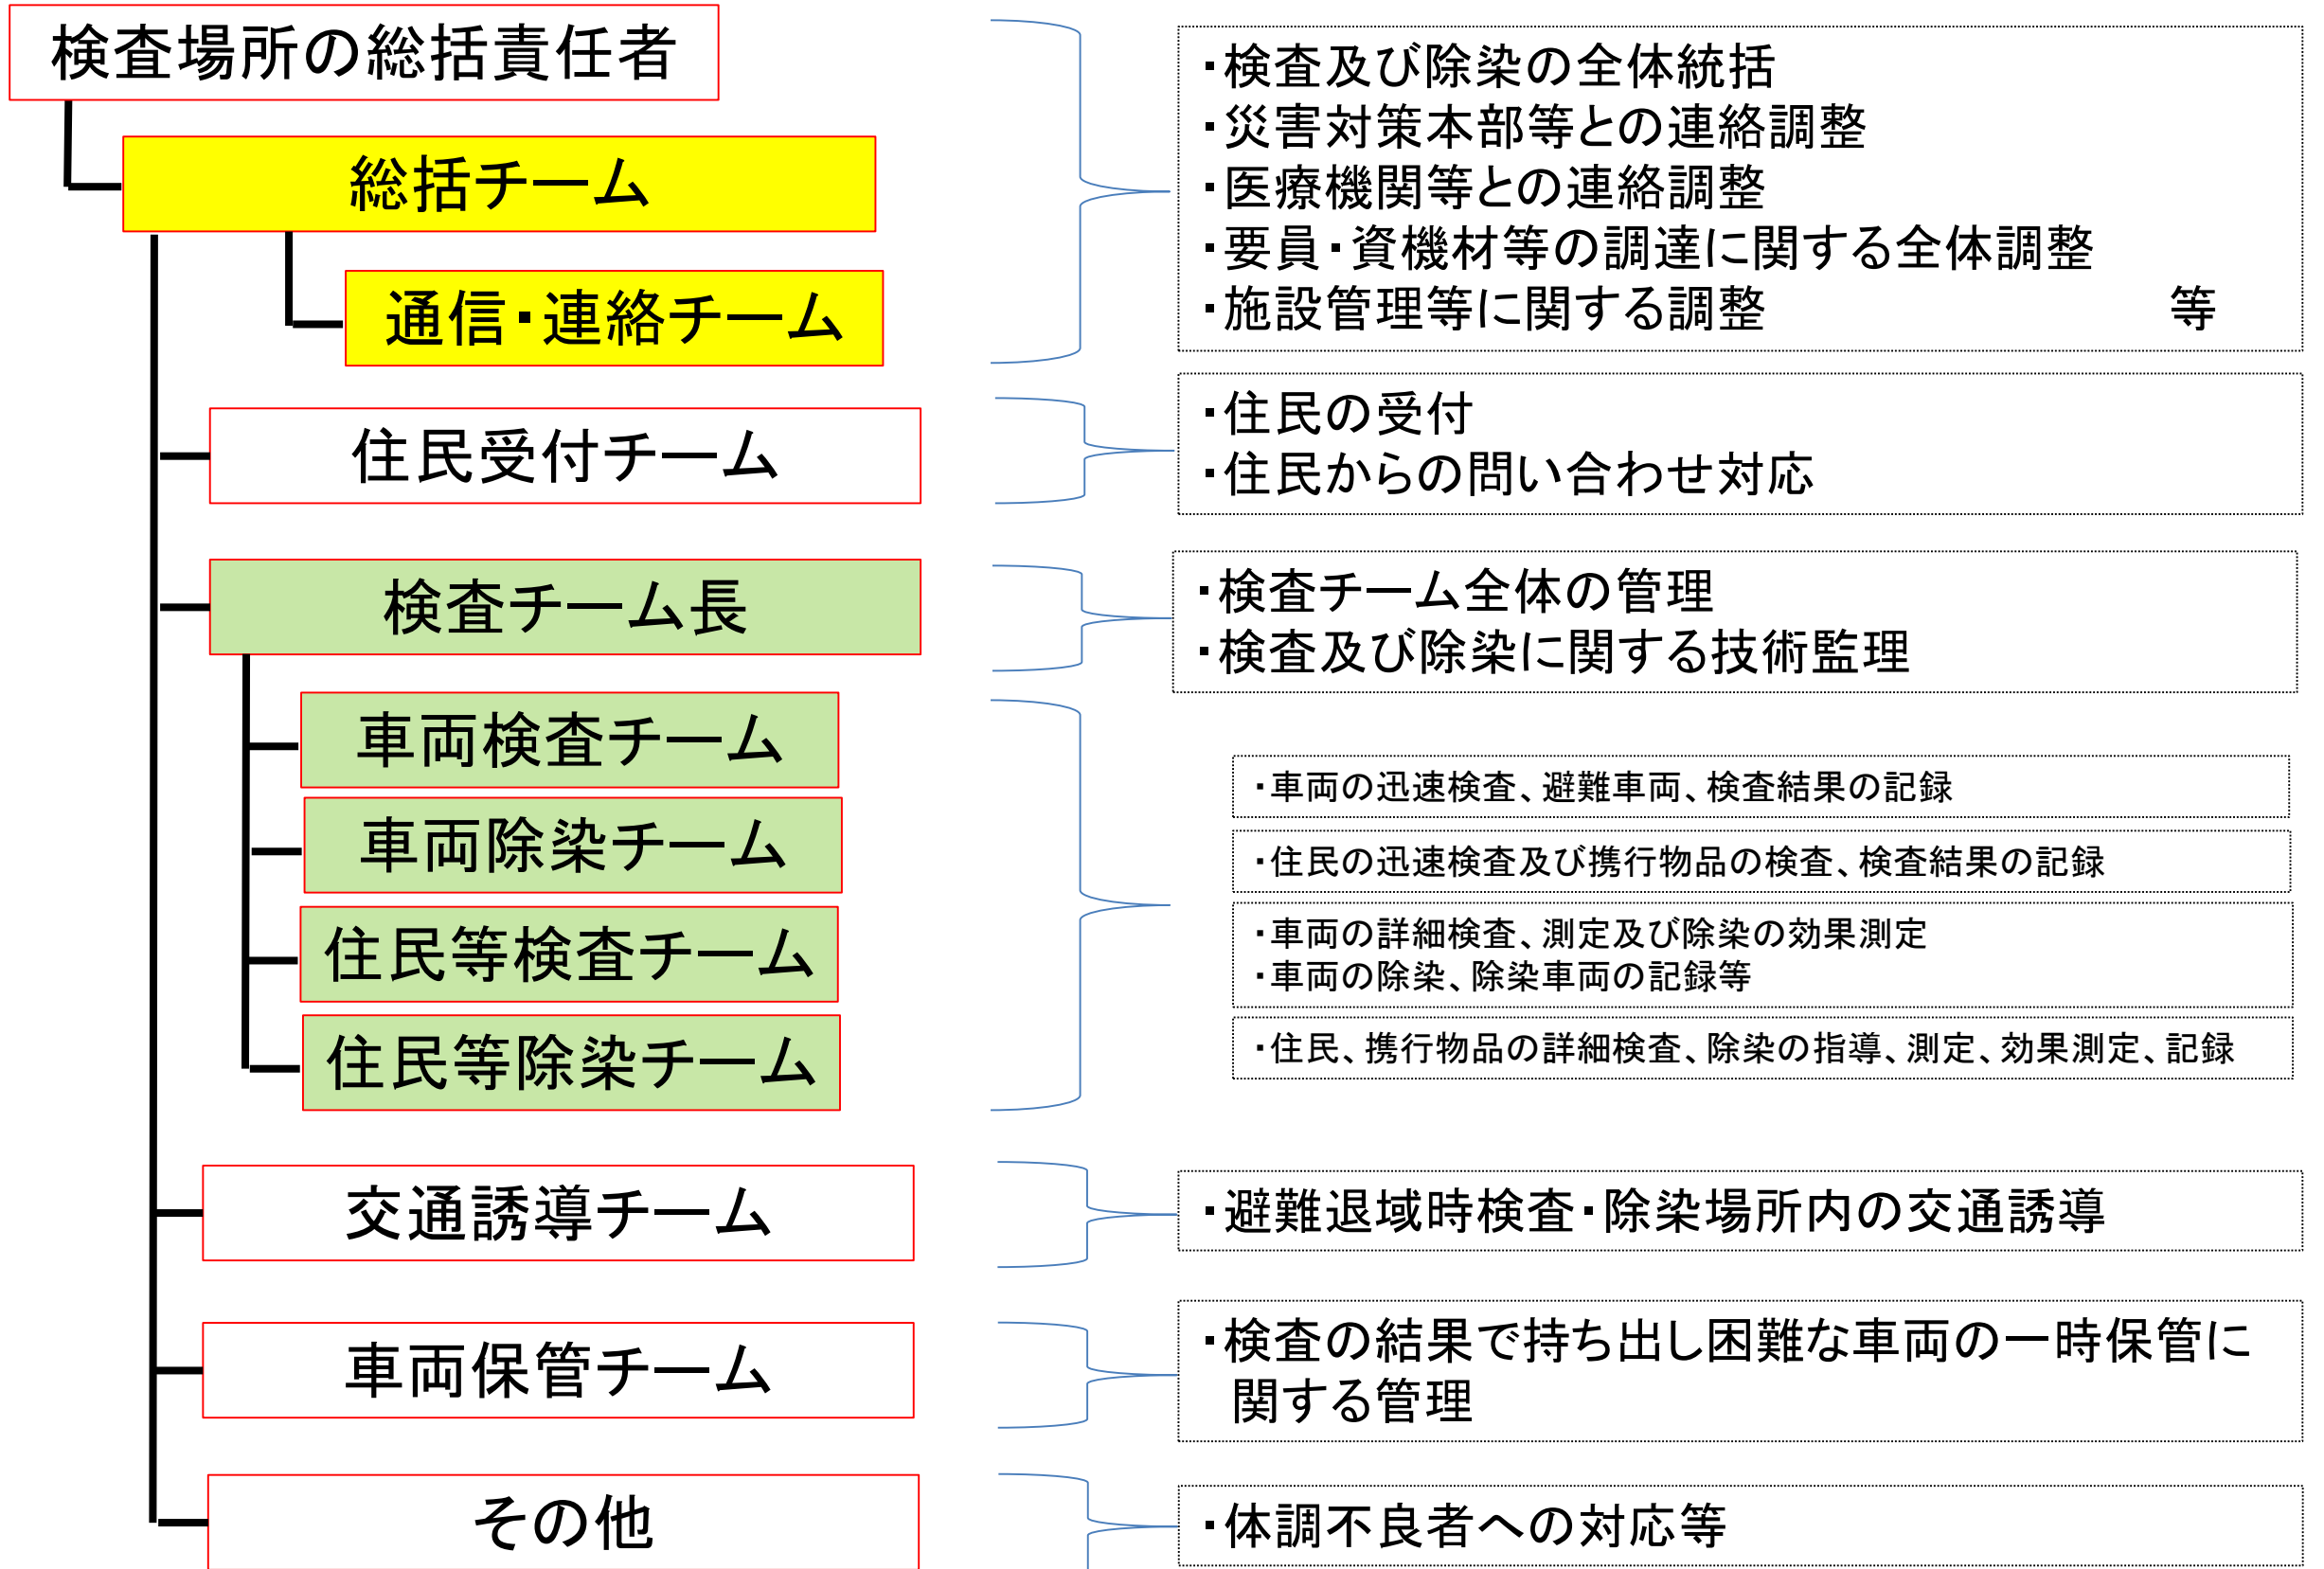 検査場所の総括責任者
総括チーム
通信・連絡チーム
・検査及び除染の全体統括
・災害対策本部等との連絡調整
・医療機関等との連絡調整
・要員・資機材等の調達に関する全体調整
・施設管理等に関する調整 等
住民受付チーム
・住民の受付
・住民からの問い合わせ対応
検査チーム長
・検査チーム全体の管理
・検査及び除染に関する技術監理
車両検査チーム
車両除染チーム
住民等検査チーム
住民等除染チーム
・車両の迅速検査、避難車両、検査結果の記録
・住民の迅速検査及び携行物品の検査、検査結果の記録
・車両の詳細検査、測定及び除染の効果測定
・車両の除染、除染車両の記録等
・住民、携行物品の詳細検査、除染の指導、測定、効果測定、記録
交通誘導チーム
・避難退域時検査・除染場所内の交通誘導
車両保管チーム
・検査の結果で持ち出し困難な車両の一時保管に
関する管理
その他
・体調不良者への対応等